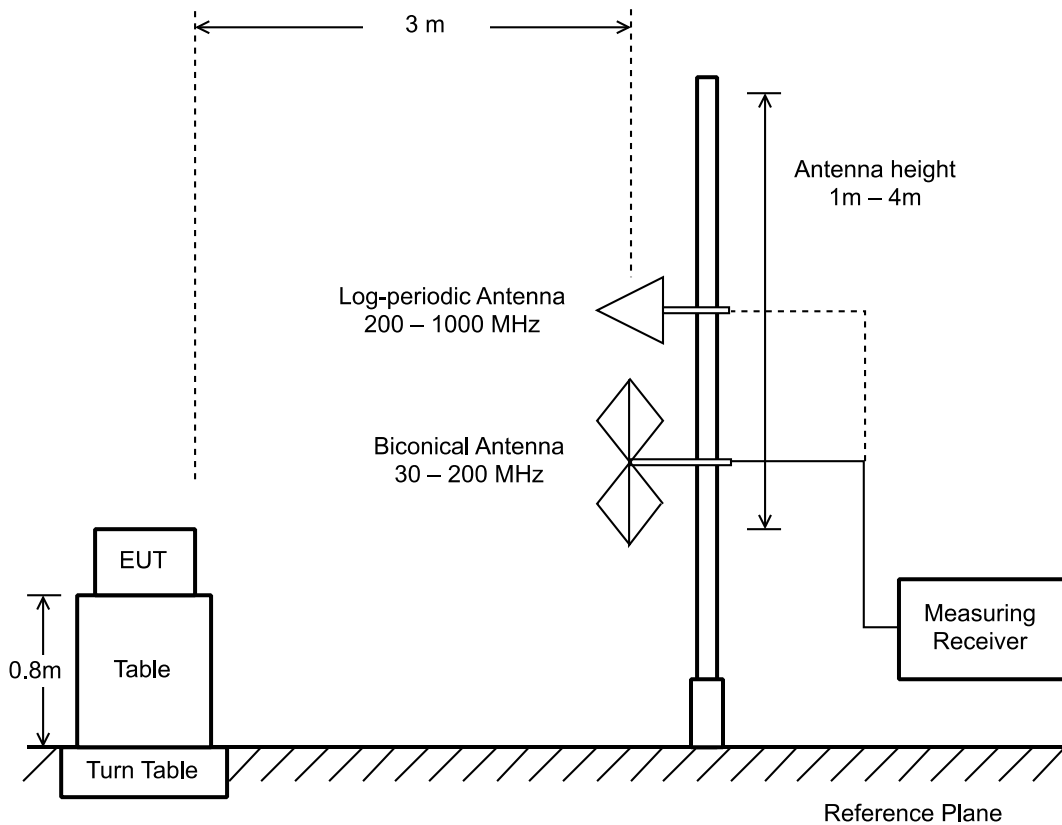 3 m
Antenna height
1m – 4m
Log-periodic Antenna
200 – 1000 MHz
Biconical Antenna
30 – 200 MHz
EUT
Measuring
Receiver
0.8m
Table
Turn Table
Reference Plane